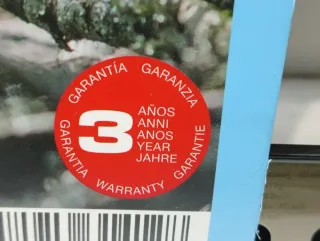 GARANTÍA GARANZIA
3
AÑOS
ANNI
ANOS
YEAR
JAHRE
GARANTIA WARRANTY GARANTIE